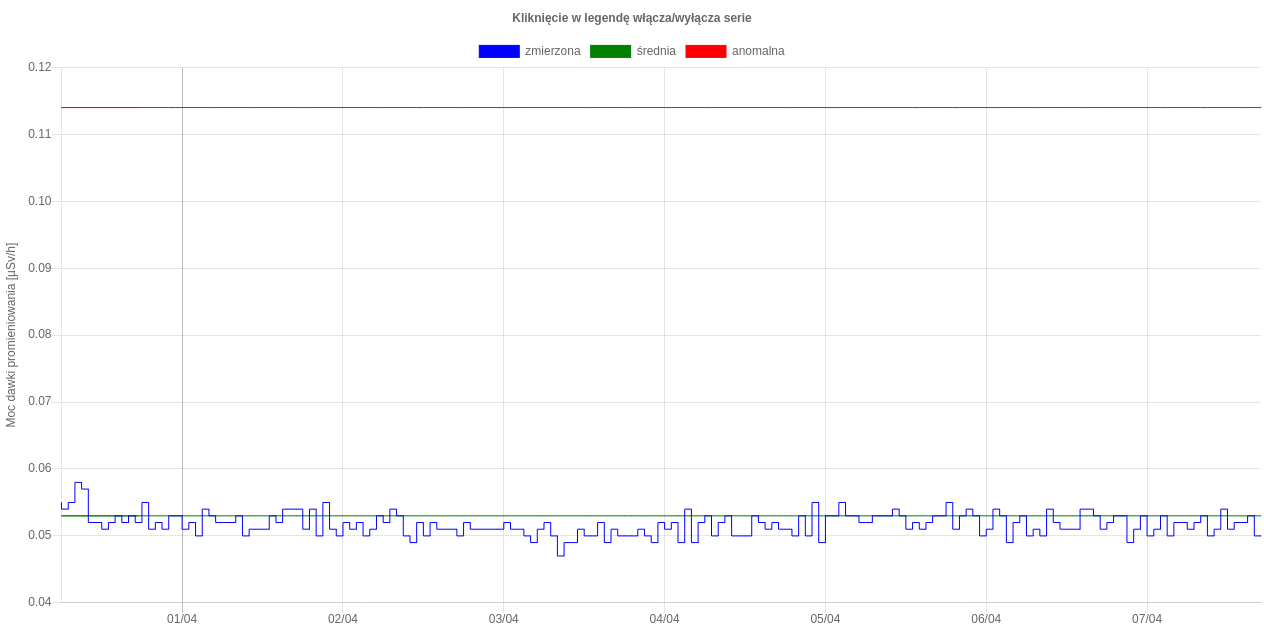 Kliknięcie w legendę włącza/wyłącza serie
zmierzona średnia anomalna
Moc dawki promieniowania [µSv/h]
0.12
0.11
0.10
0.09
0.08
0.07
0.06
0.05
0.04
01/04 02/04 03/04 04/04 05/04 06/04 07/04